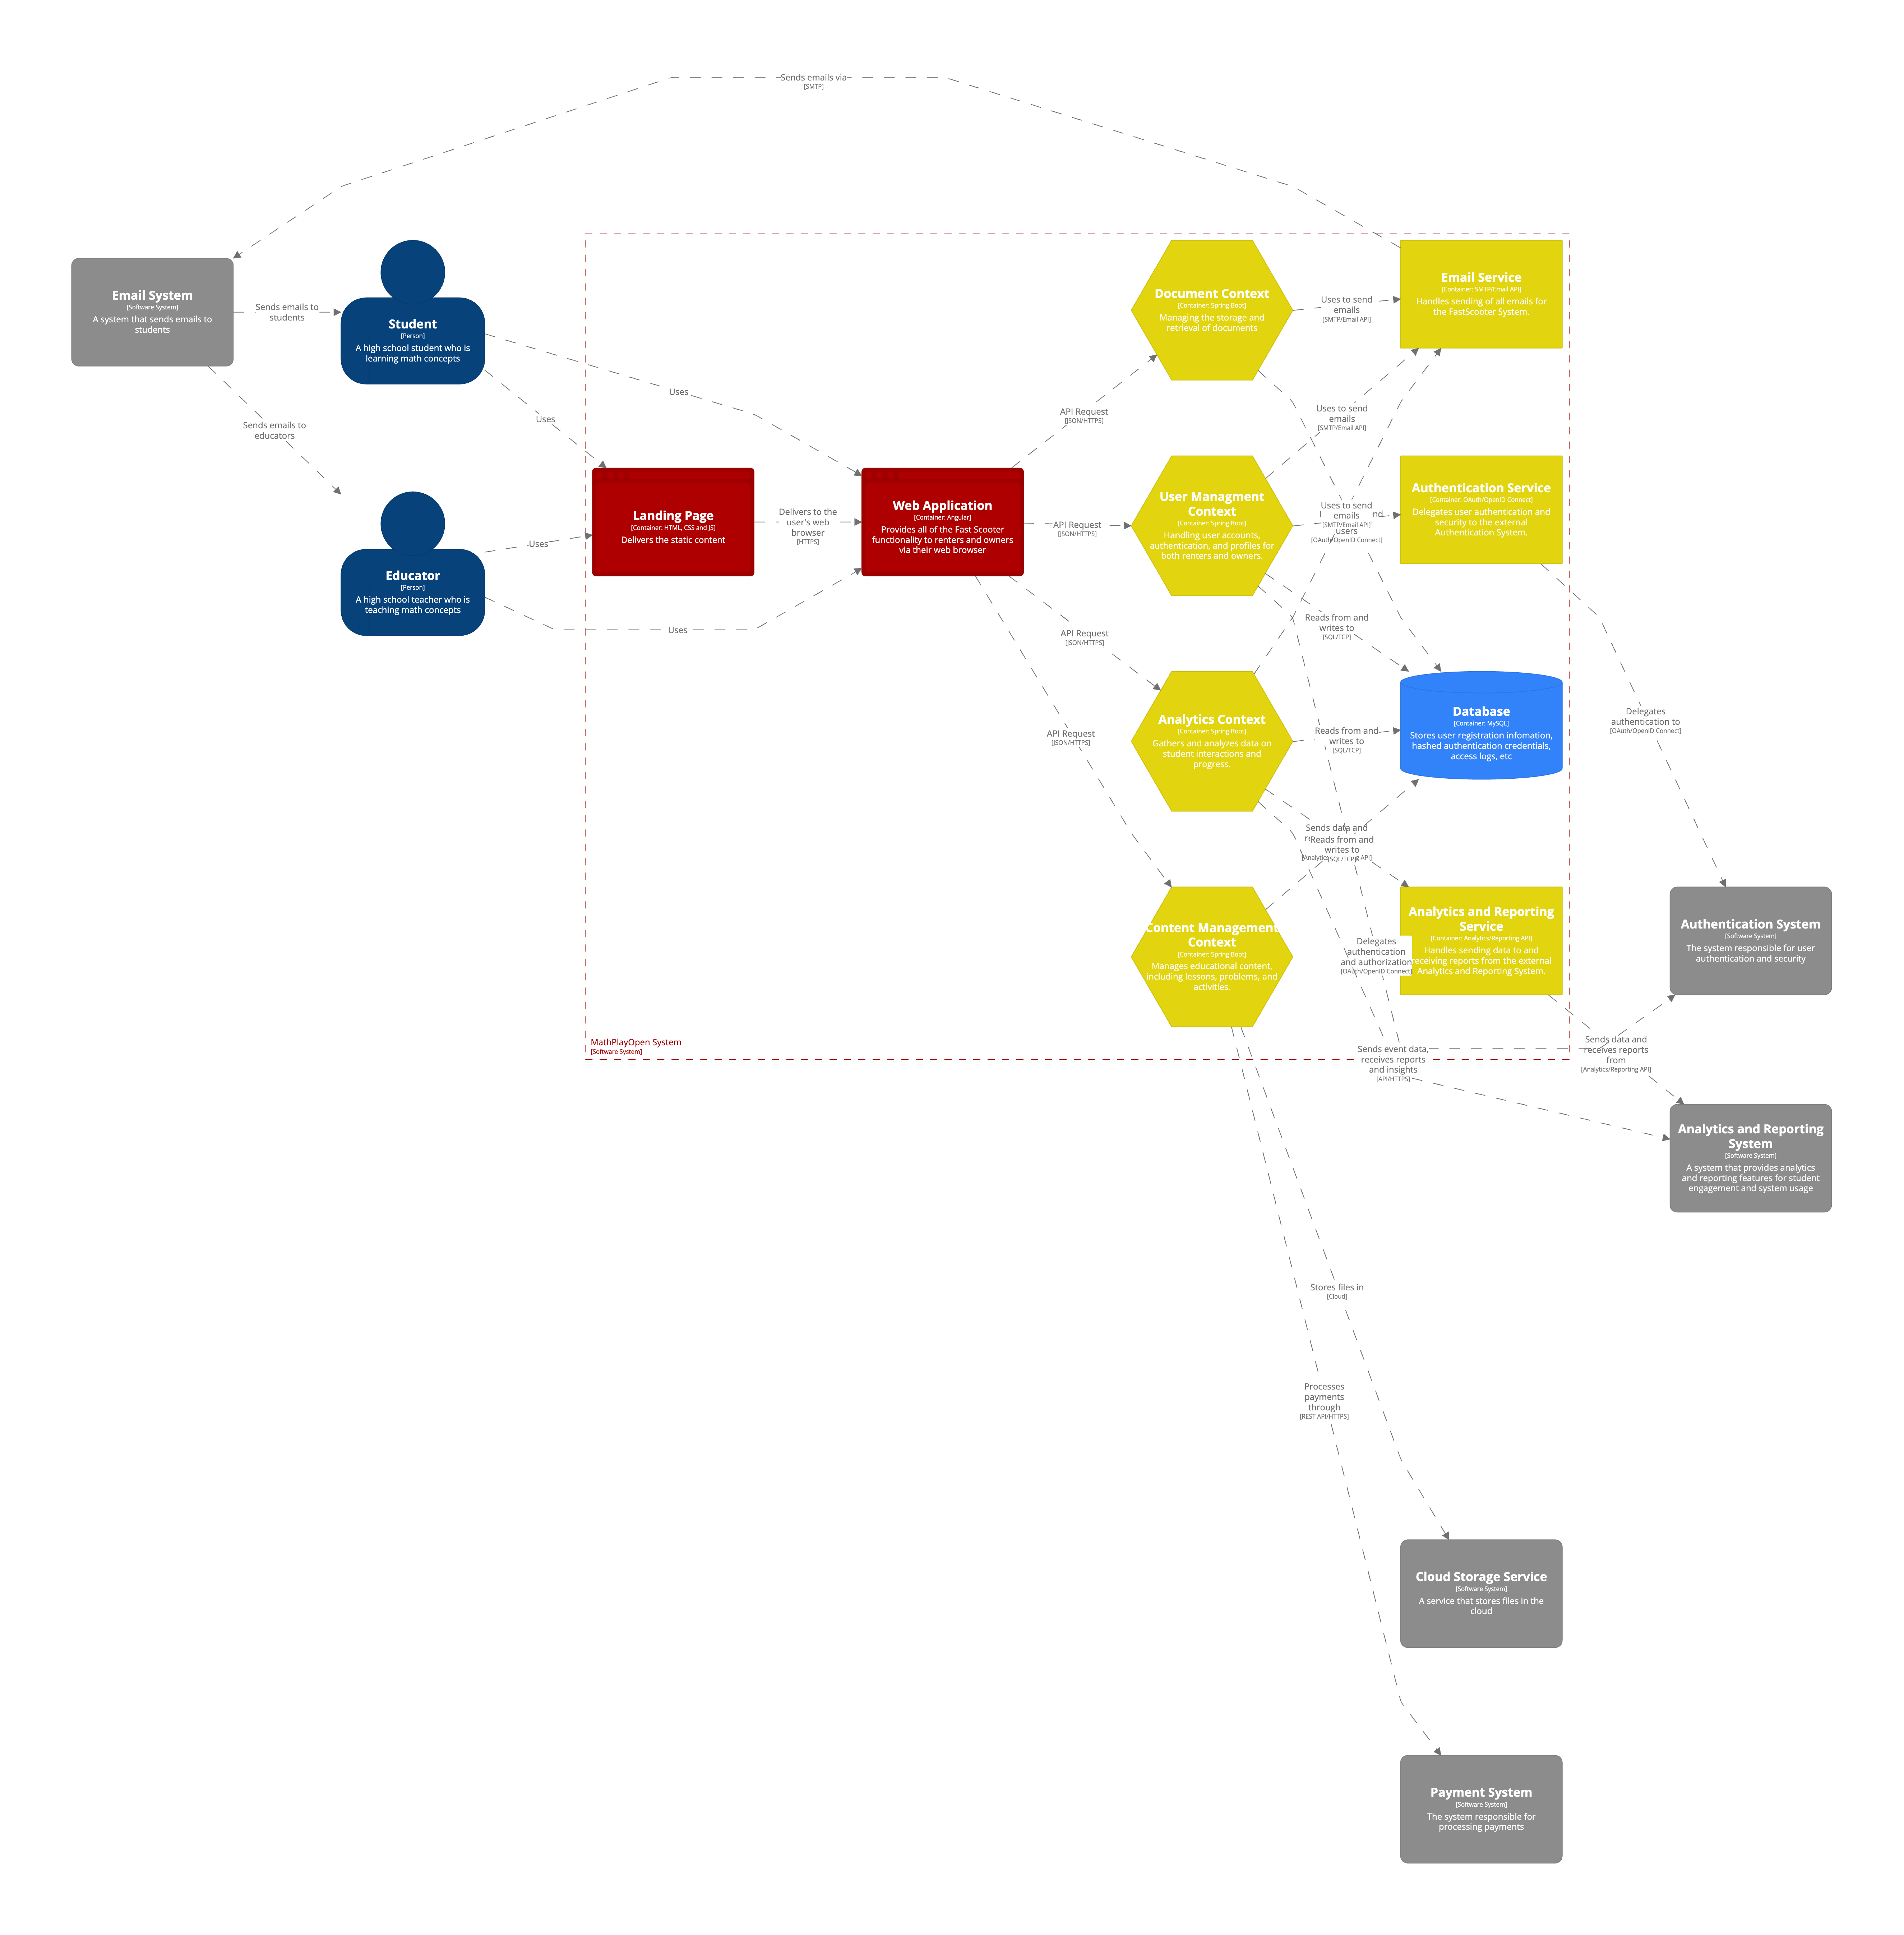 Sends emails via
[SMTP]
Email System
[Software System]
A system that sends emails to
students
Sends emails to
students
Sends emails to
educators
Student
[Person]
A high school student who is
learning math concepts
Educator
[Person]
A high school teacher who is
teaching math concepts
Uses
Uses
Uses
Uses
Landing Page
[Container: HTML, CSS and JS]
Delivers the static content
Delivers to the
user's web
browser
[HTTPS]
Web Application
[Container: Angular]
Provides all of the Fast Scooter
functionality to renters and owners
via their web browser
API Request
[JSON/HTTPS]
API Request
[JSON/HTTPS]
API Request
[JSON/HTTPS]
API Request
[JSON/HTTPS]
Document Context
[Container: Spring Boot]
Managing the storage and
retrieval of documents
User Managment
Context
[Container: Spring Boot]
Handling user accounts,
authentication, and profiles for
both renters and owners.
Analytics Context
[Container: Spring Boot]
Gathers and analyzes data on
student interactions and
progress.
Content Management
Context
[Container: Spring Boot]
Manages educational content,
including lessons, problems, and
activities.
Uses to send
emails
[SMTP/Email API]
Uses to send
emails
[SMTP/Email API]
Uses to send
emails
[SMTP/Email API]
users
[OAuth/OpenID Connect]
Reads from and
writes to
[SQL/TCP]
Reads from and
writes to
[SQL/TCP]
Sends data and
Reads from and
writes to
[SQL/TCP]
Delegates
authentication
and authorization
[OAuth/OpenID Connect]
Sends event data,
receives reports
and insights
[API/HTTPS]
Email Service
[Container: SMTP/Email API]
Handles sending of all emails for
the FastScooter System.
Authentication Service
[Container: OAuth/OpenID Connect]
Delegates user authentication and
security to the external
Authentication System.
Database
[Container: MySQL]
Stores user registration infomation,
hashed authentication credentials,
access logs, etc
Analytics and Reporting
Service
[Container: Analytics/Reporting API]
Handles sending data to and
receiving reports from the external
Analytics and Reporting System.
MathPlayOpen System
[Software System]
Delegates
authentication to
[OAuth/OpenID Connect]
Authentication System
[Software System]
The system responsible for user
authentication and security
Sends data and
receives reports
from
[Analytics/Reporting API]
Analytics and Reporting
System
[Software System]
A system that provides analytics
and reporting features for student
engagement and system usage
Stores files in
[Cloud]
Processes
payments
through
[REST API/HTTPS]
Cloud Storage Service
[Software System]
A service that stores files in the
cloud
Payment System
[Software System]
The system responsible for
processing payments